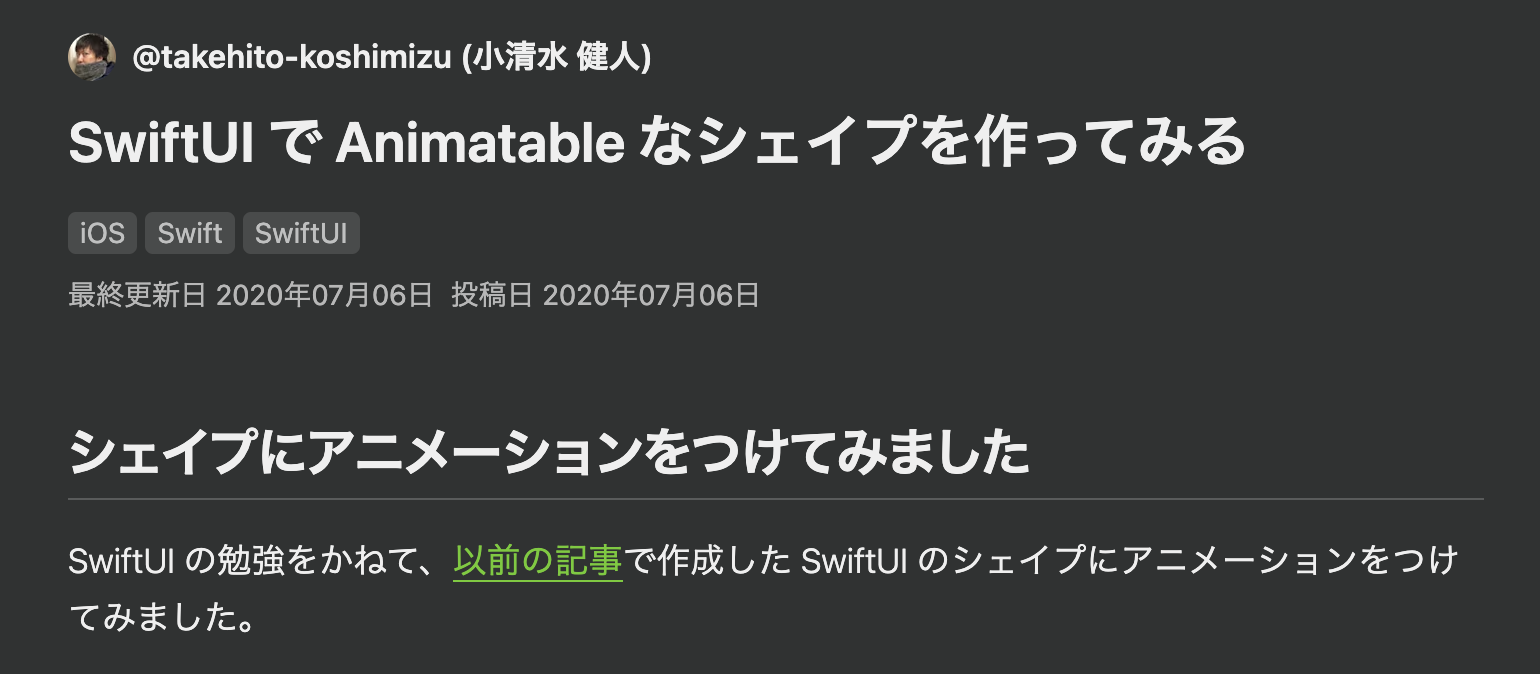 @takehito-koshimizu (小清水 健人)
SwiftUI で Animatable なシェイプを作ってみる
iOS Swift SwiftUI
最終更新日 2020年07月06日 投稿日 2020年07月06日
シェイプにアニメーションをつけてみました
SwiftUI の勉強をかねて、以前の記事で作成した SwiftUI のシェイプにアニメーションをつけ
てみました。